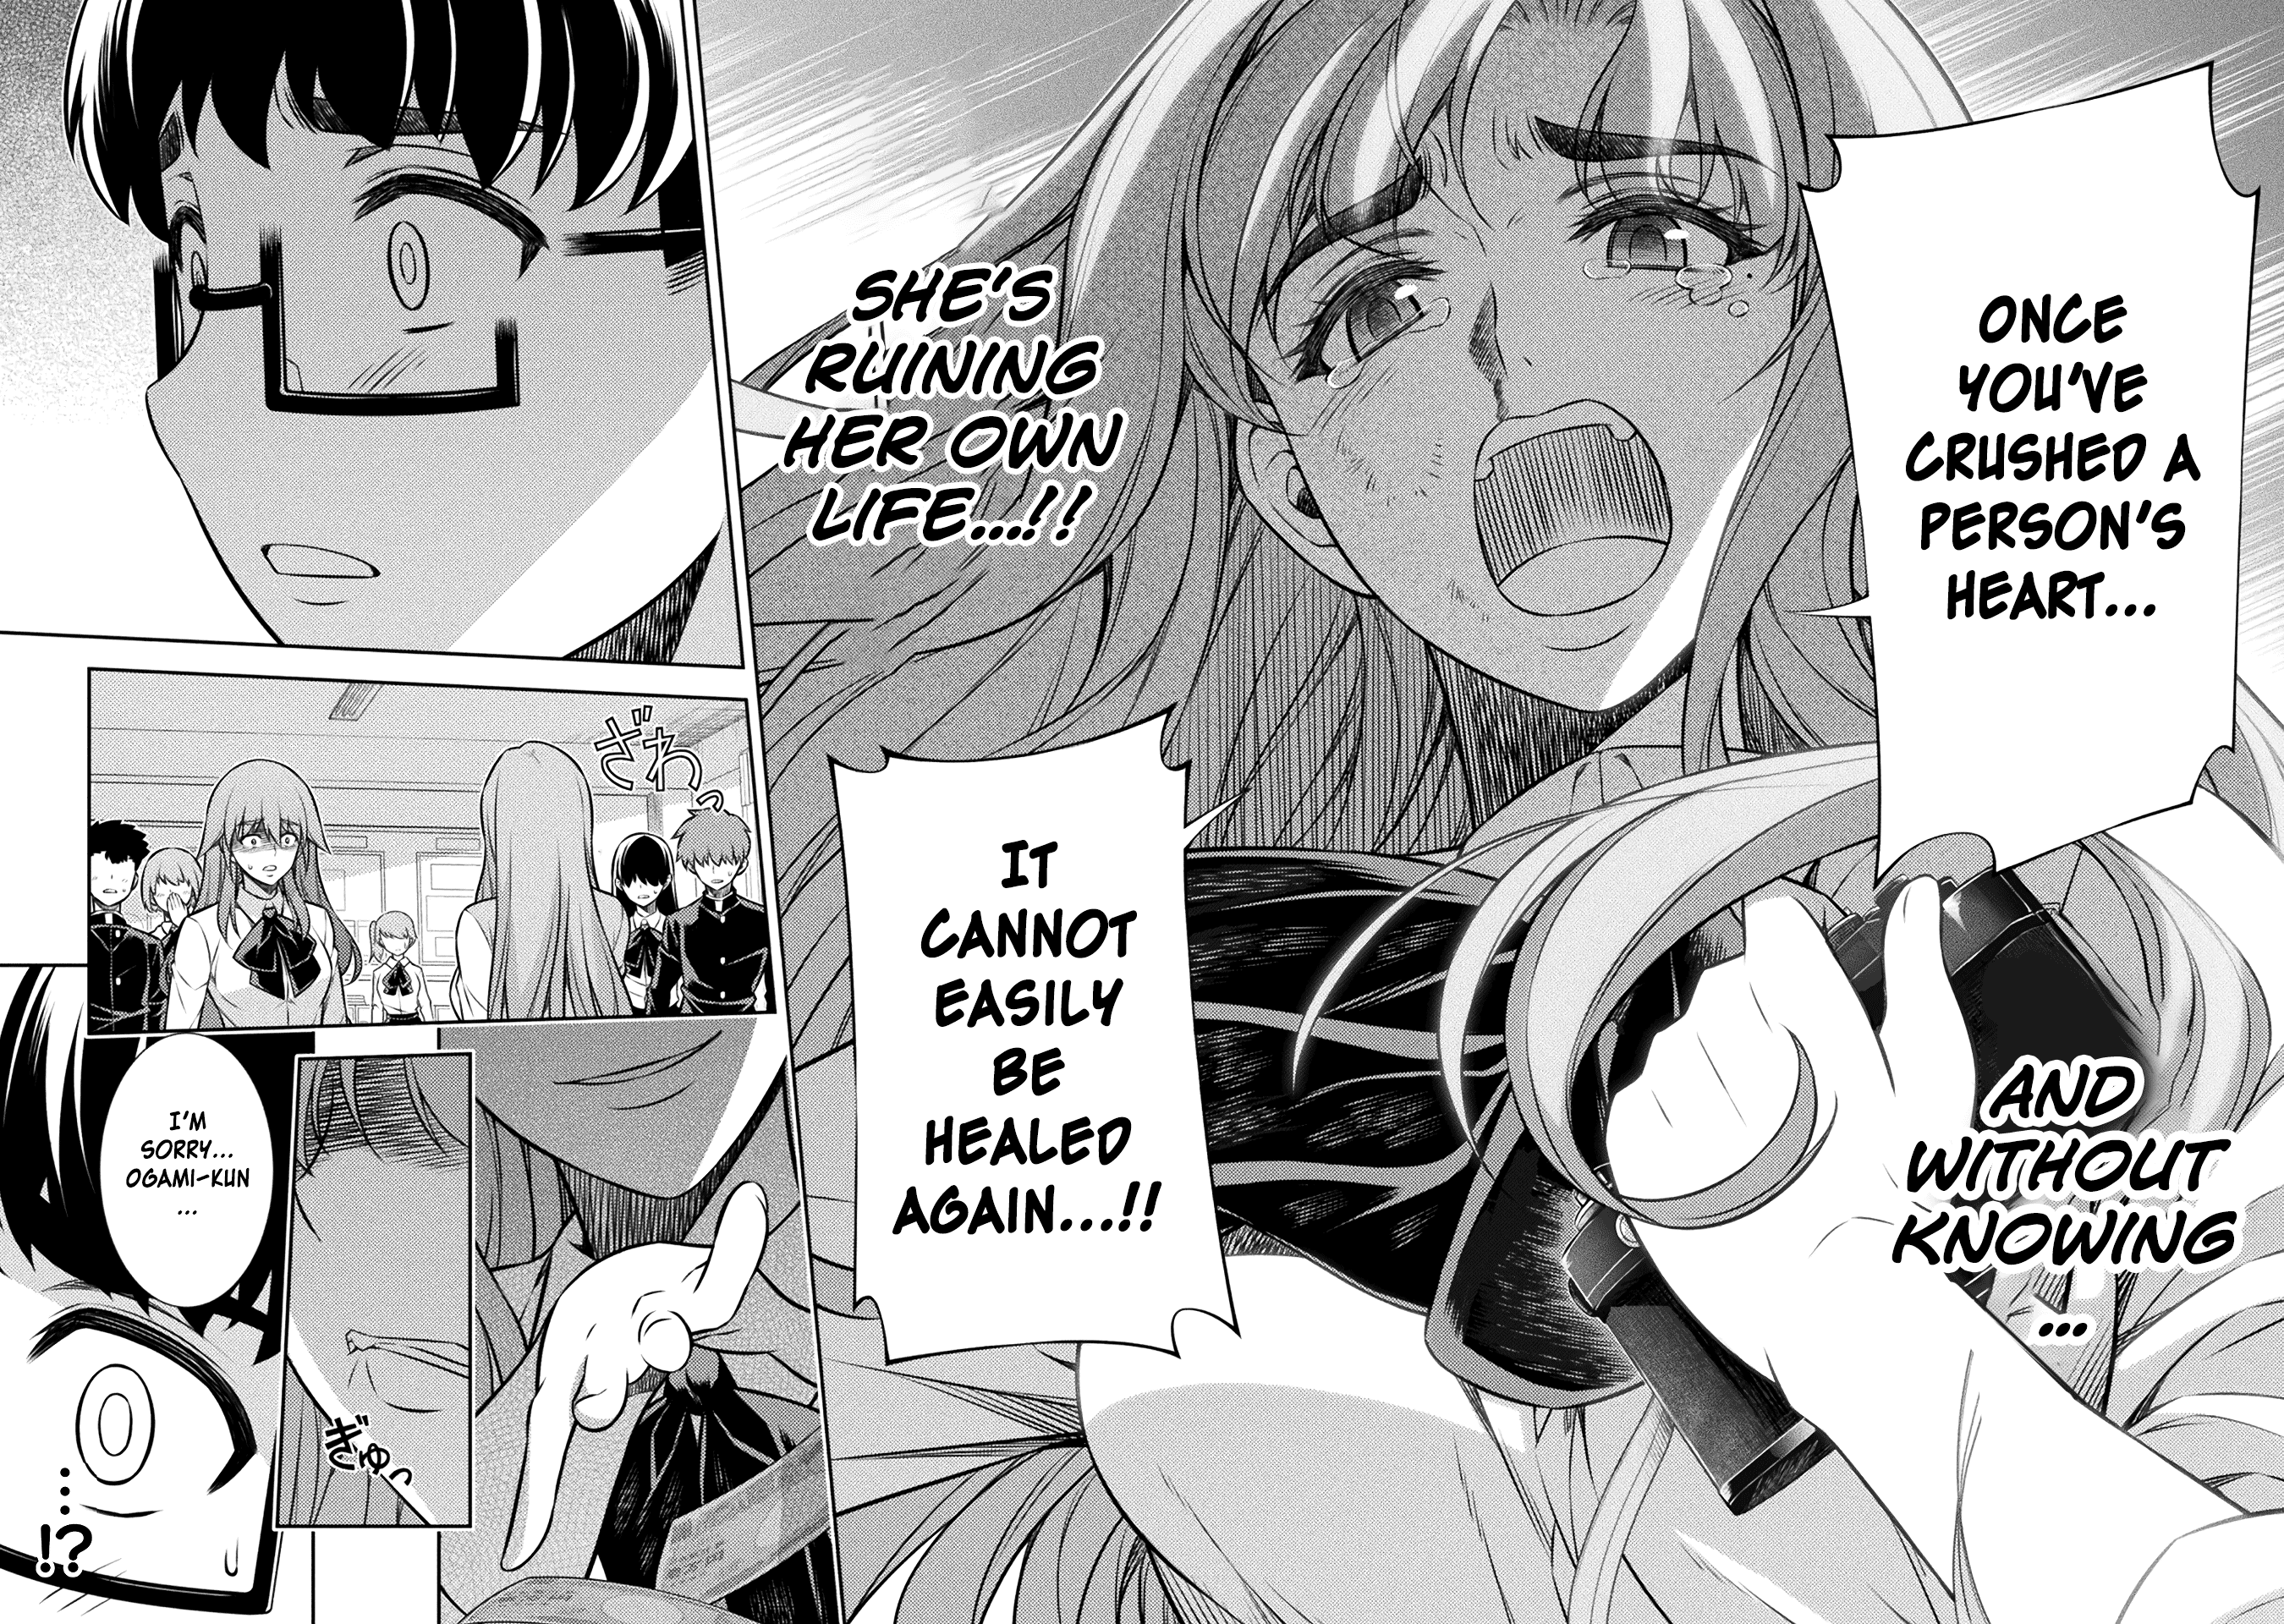 ONCE
YOU'VE
CRUSHED A
PERSON'S
HEART...
AND
WITHOUT
KNOWING
...
SHE'S
RUINING
HER OWN
LIFE...!!
IT
CANNOT
EASILY
BE
HEALED
AGAIN...!!
ざわっ
ぎゅっ
I'M
SORRY...
OGAMI-KUN
...
...
!?